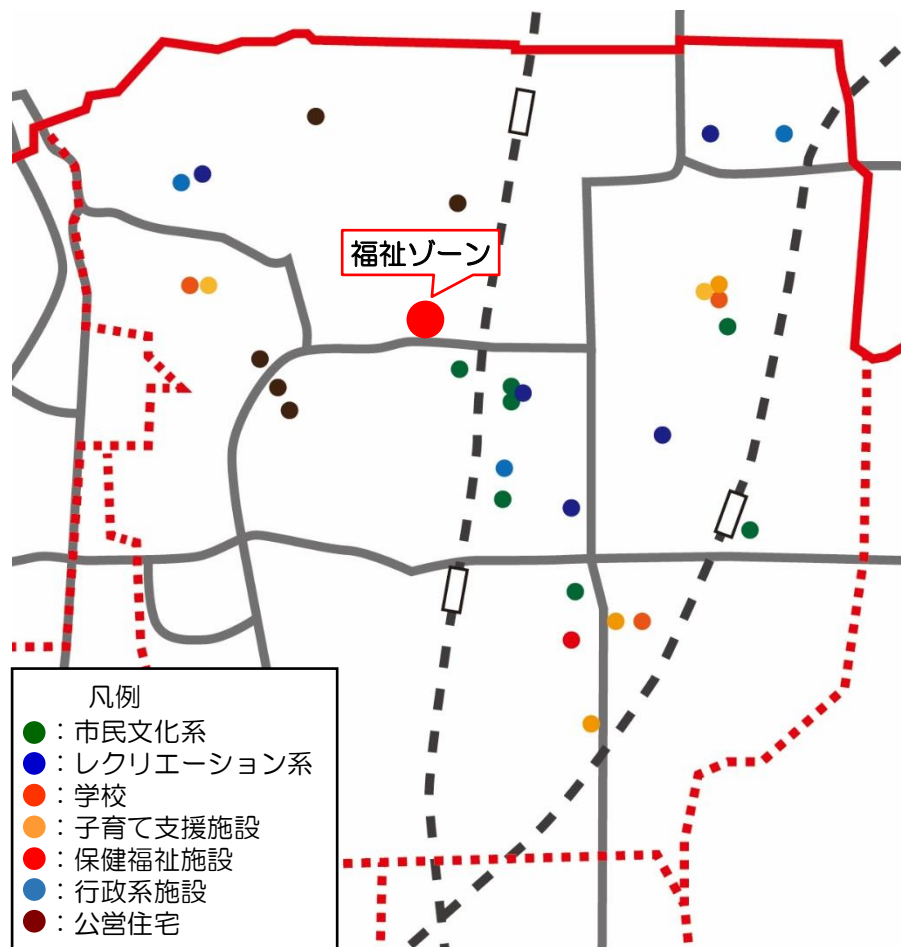 福祉ゾーン
凡例
：市民文化系
：レクリエーション系
：学校
：子育て支援施設
：保健福祉施設
：行政系施設
：公営住宅